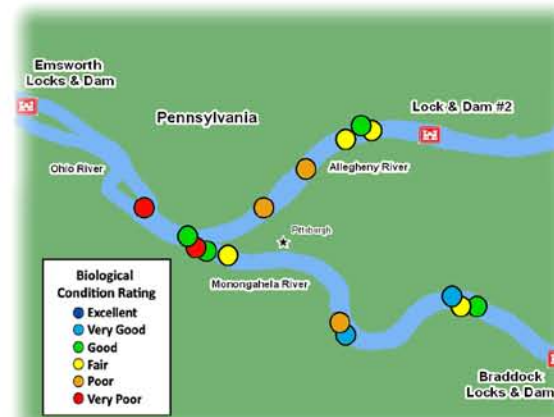 Emsworth
Locks & Dam
Pennsylvania
Lock & Dam #2
Ohio River
Allegheny River
Pittsburgh
Monongahela River
Biological
Condition Rating
Excellent
Very Good
Good
Fair
Poor
Very Poor
Braddock
Locks & Dam